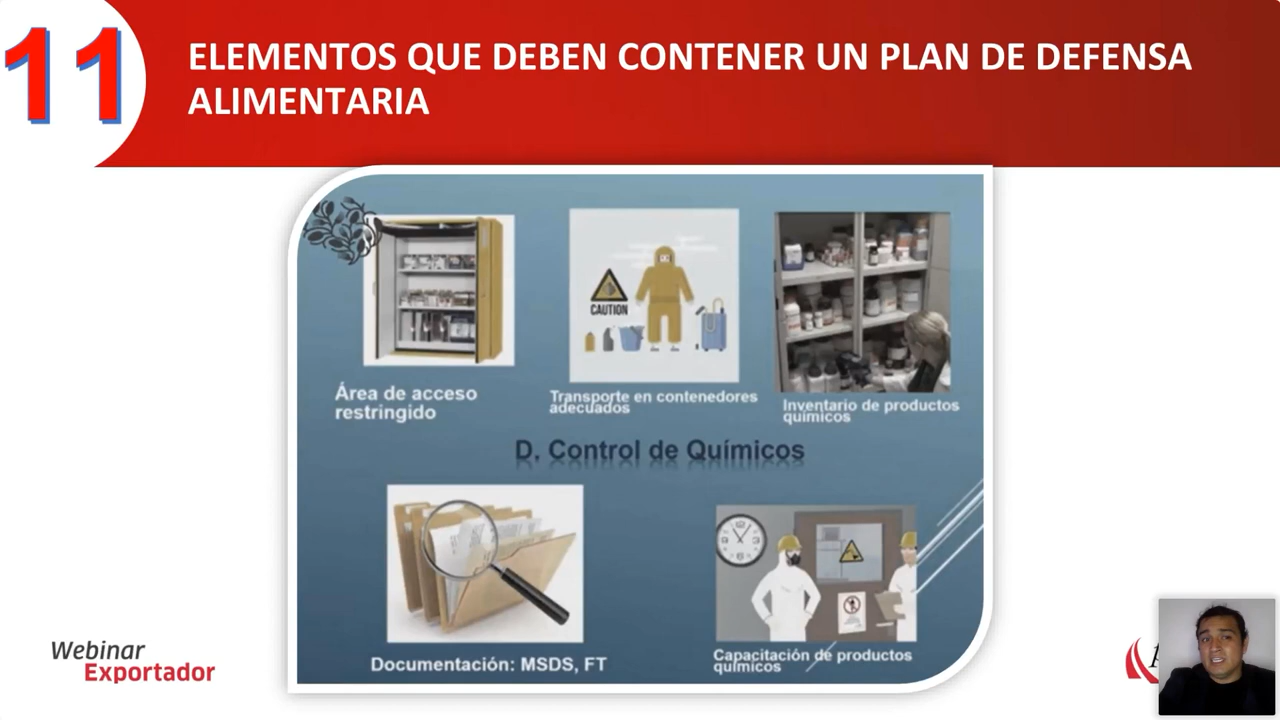 11
ELEMENTOS QUE DEBEN CONTENER UN PLAN DE DEFENSA
ALIMENTARIA
CAUTION
Área de acceso
restringido
Transporte en contenedores
adecuados
Inventario de productos
químicos
D. Control de Químicos
Documentación: MSDS, FT
Capacitación de productos
químicos
Webinar
Exportador